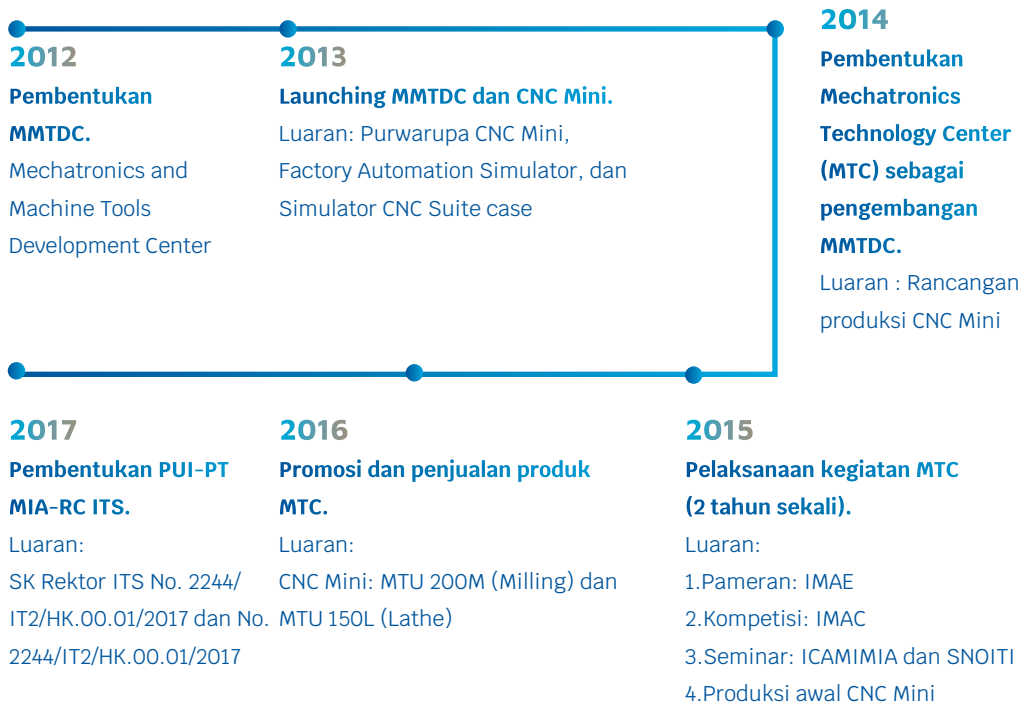 2012
Pembentukan
MMTDC.
Mechatronics and
Machine Tools
Development Center
2013
Launching MMTDC dan CNC Mini.
Luaran: Purwarupa CNC Mini,
Factory Automation Simulator, dan
Simulator CNC Suite case
2014
Pembentukan
Mechatronics
Technology Center
(MTC) sebagai
pengembangan
MMTDC.
Luaran : Rancangan
produksi CNC Mini
2015
Pelaksanaan kegiatan MTC
(2 tahun sekali).
Luaran:
1.Pameran: IMAE
2.Kompetisi: IMAC
3.Seminar: ICAMIMIA dan SNOITI
4.Produksi awal CNC Mini
2016
Promosi dan penjualan produk
MTC.
Luaran:
CNC Mini: MTU 200M (Milling) dan
MTU 150L (Lathe)
2017
Pembentukan PUI-PT
MIA-RC ITS.
Luaran:
SK Rektor ITS No. 2244/
IT2/HK.00.01/2017 dan No.
2244/IT2/HK.00.01/2017